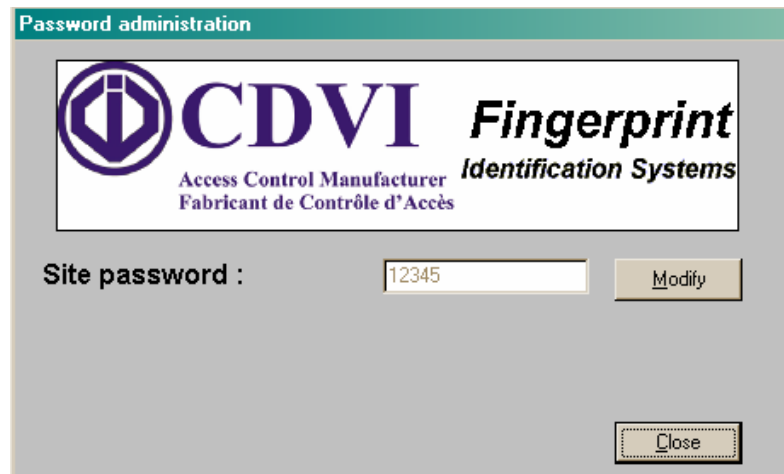 Password administration
CDVI
Access Control Manufacturer
Fabricant de Contrôle d'Accès
Fingerprint
Identification Systems
Site password :
12345
Modify
Close